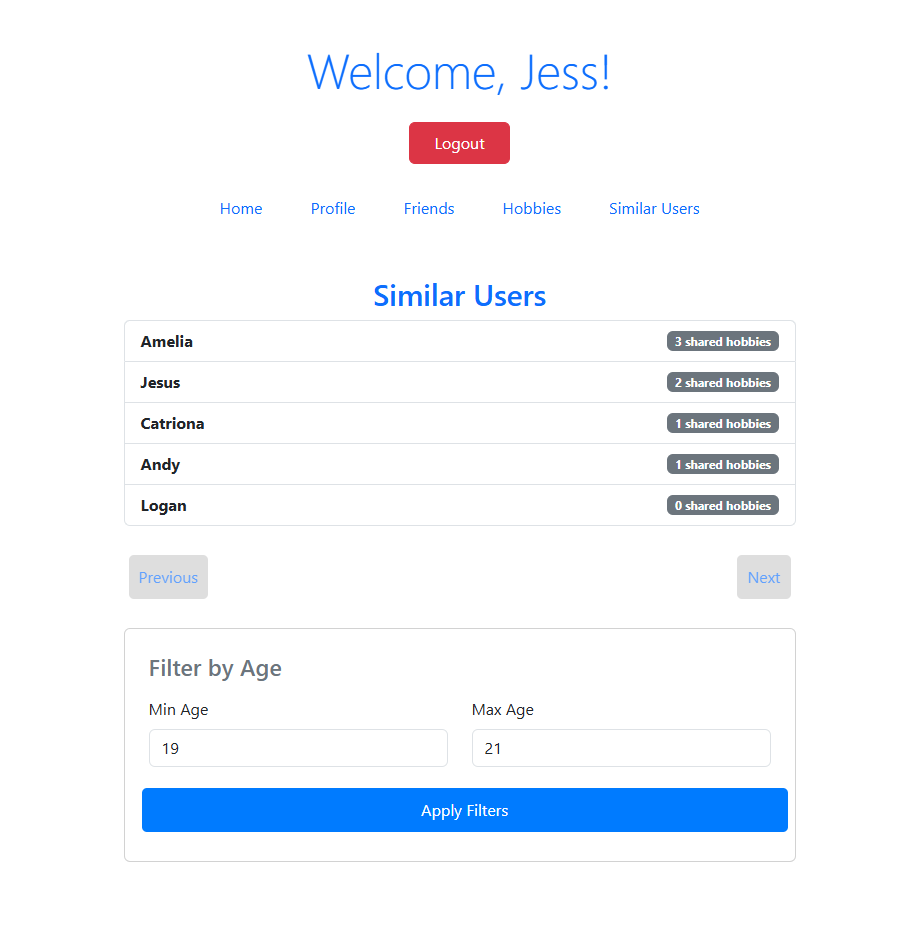 Welcome, Jess!
Logout
Home Profile Friends Hobbies Similar Users
Similar Users
Amelia 3 shared hobbies
Jesus 2 shared hobbies
Catriona 1 shared hobbies
Andy 1 shared hobbies
Logan 0 shared hobbies
Previous Next
Filter by Age
Min Age Max Age
19 21
Apply Filters